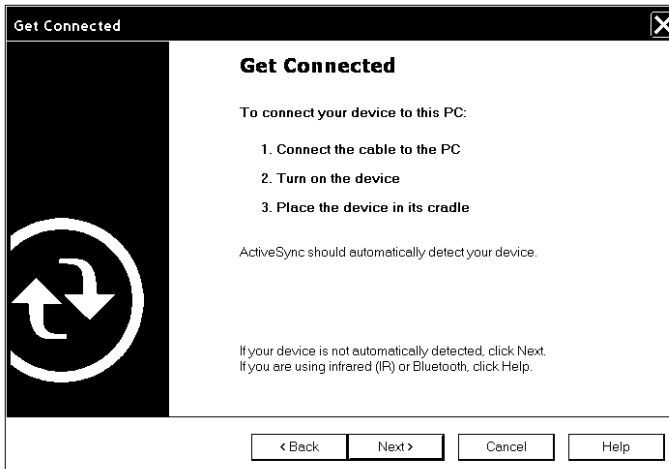 Get Connected
Get Connected
To connect your device to this PC:
1. Connect the cable to the PC
2. Turn on the device
3. Place the device in its cradle
ActiveSync should automatically detect your device.
If your device is not automatically detected, click Next.
If you are using infrared (IR) or Bluetooth, click Help.
< Back Next > Cancel Help